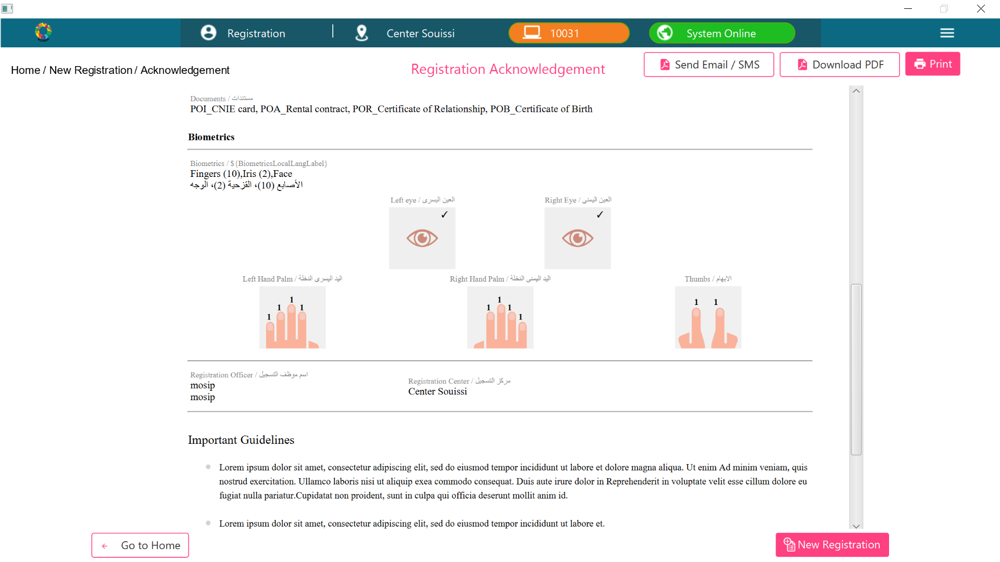 MOSIP
Registration | Center Souissi 10031 System Online
Home / New Registration / Acknowledgement
Registration Acknowledgement
Send Email / SMS
Download PDF
Print
Documents / مستندات
POI_CNIE card, POA_Rental contract, POR_Certificate of Relationship, POB_Certificate of Birth
Biometrics
Biometrics / ${BiometricsLocalLangLabel}
Fingers (10),Iris (2),Face
الأصابع (10)، القزحية (2)، الوجه
Left eye / العين اليسرى
Right Eye / العين اليمنى
✓
✓
Left Hand Palm / اليد اليسرى النخلة
Right Hand Palm / اليد اليمنى النخلة
Thumbs / الابهام
1 1 1 1
1 1 1 1
1 1
Registration Officer / اسم موظف التسجيل
mosip
mosip
Registration Center / مركز التسجيل
Center Souissi
Important Guidelines
Lorem ipsum dolor sit amet, consectetur adipiscing elit, sed do eiusmod tempor incididunt ut labore et dolore magna aliqua. Ut enim Ad minim veniam, quis
nostrud exercitation. Ullamco laboris nisi ut aliquip exea commodo consequat. Duis aute irure dolor in Reprehenderit in voluptate velit esse cillum dolore eu
fugiat nulla pariatur.Cupidatat non proident, sunt in culpa qui officia deserunt mollit anim id.
Lorem ipsum dolor sit amet, consectetur adipiscing elit, sed do eiusmod tempor incididunt ut labore et.
Go to Home
New Registration